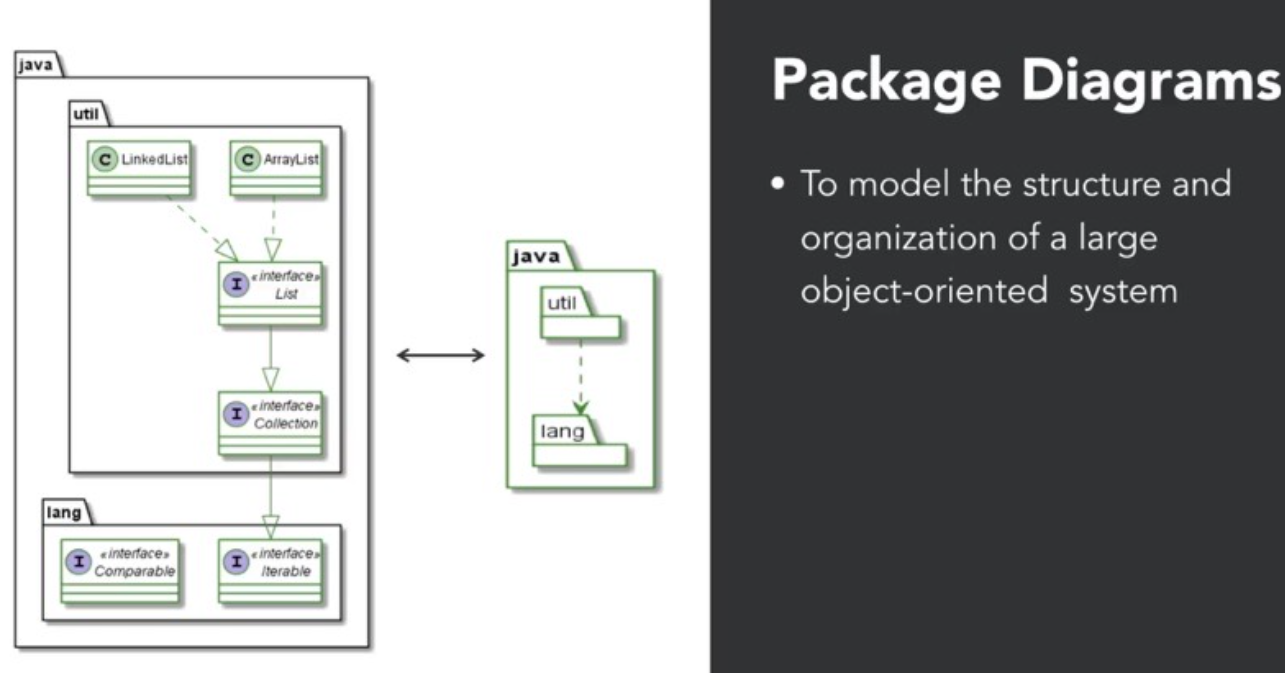 java
util
C LinkedList
C ArrayList
I «interface»
List
I «interface»
Collection
lang
I «interface»
Comparable
I «interface»
Iterable
java
util
lang
Package Diagrams
• To model the structure and
organization of a large
object-oriented system